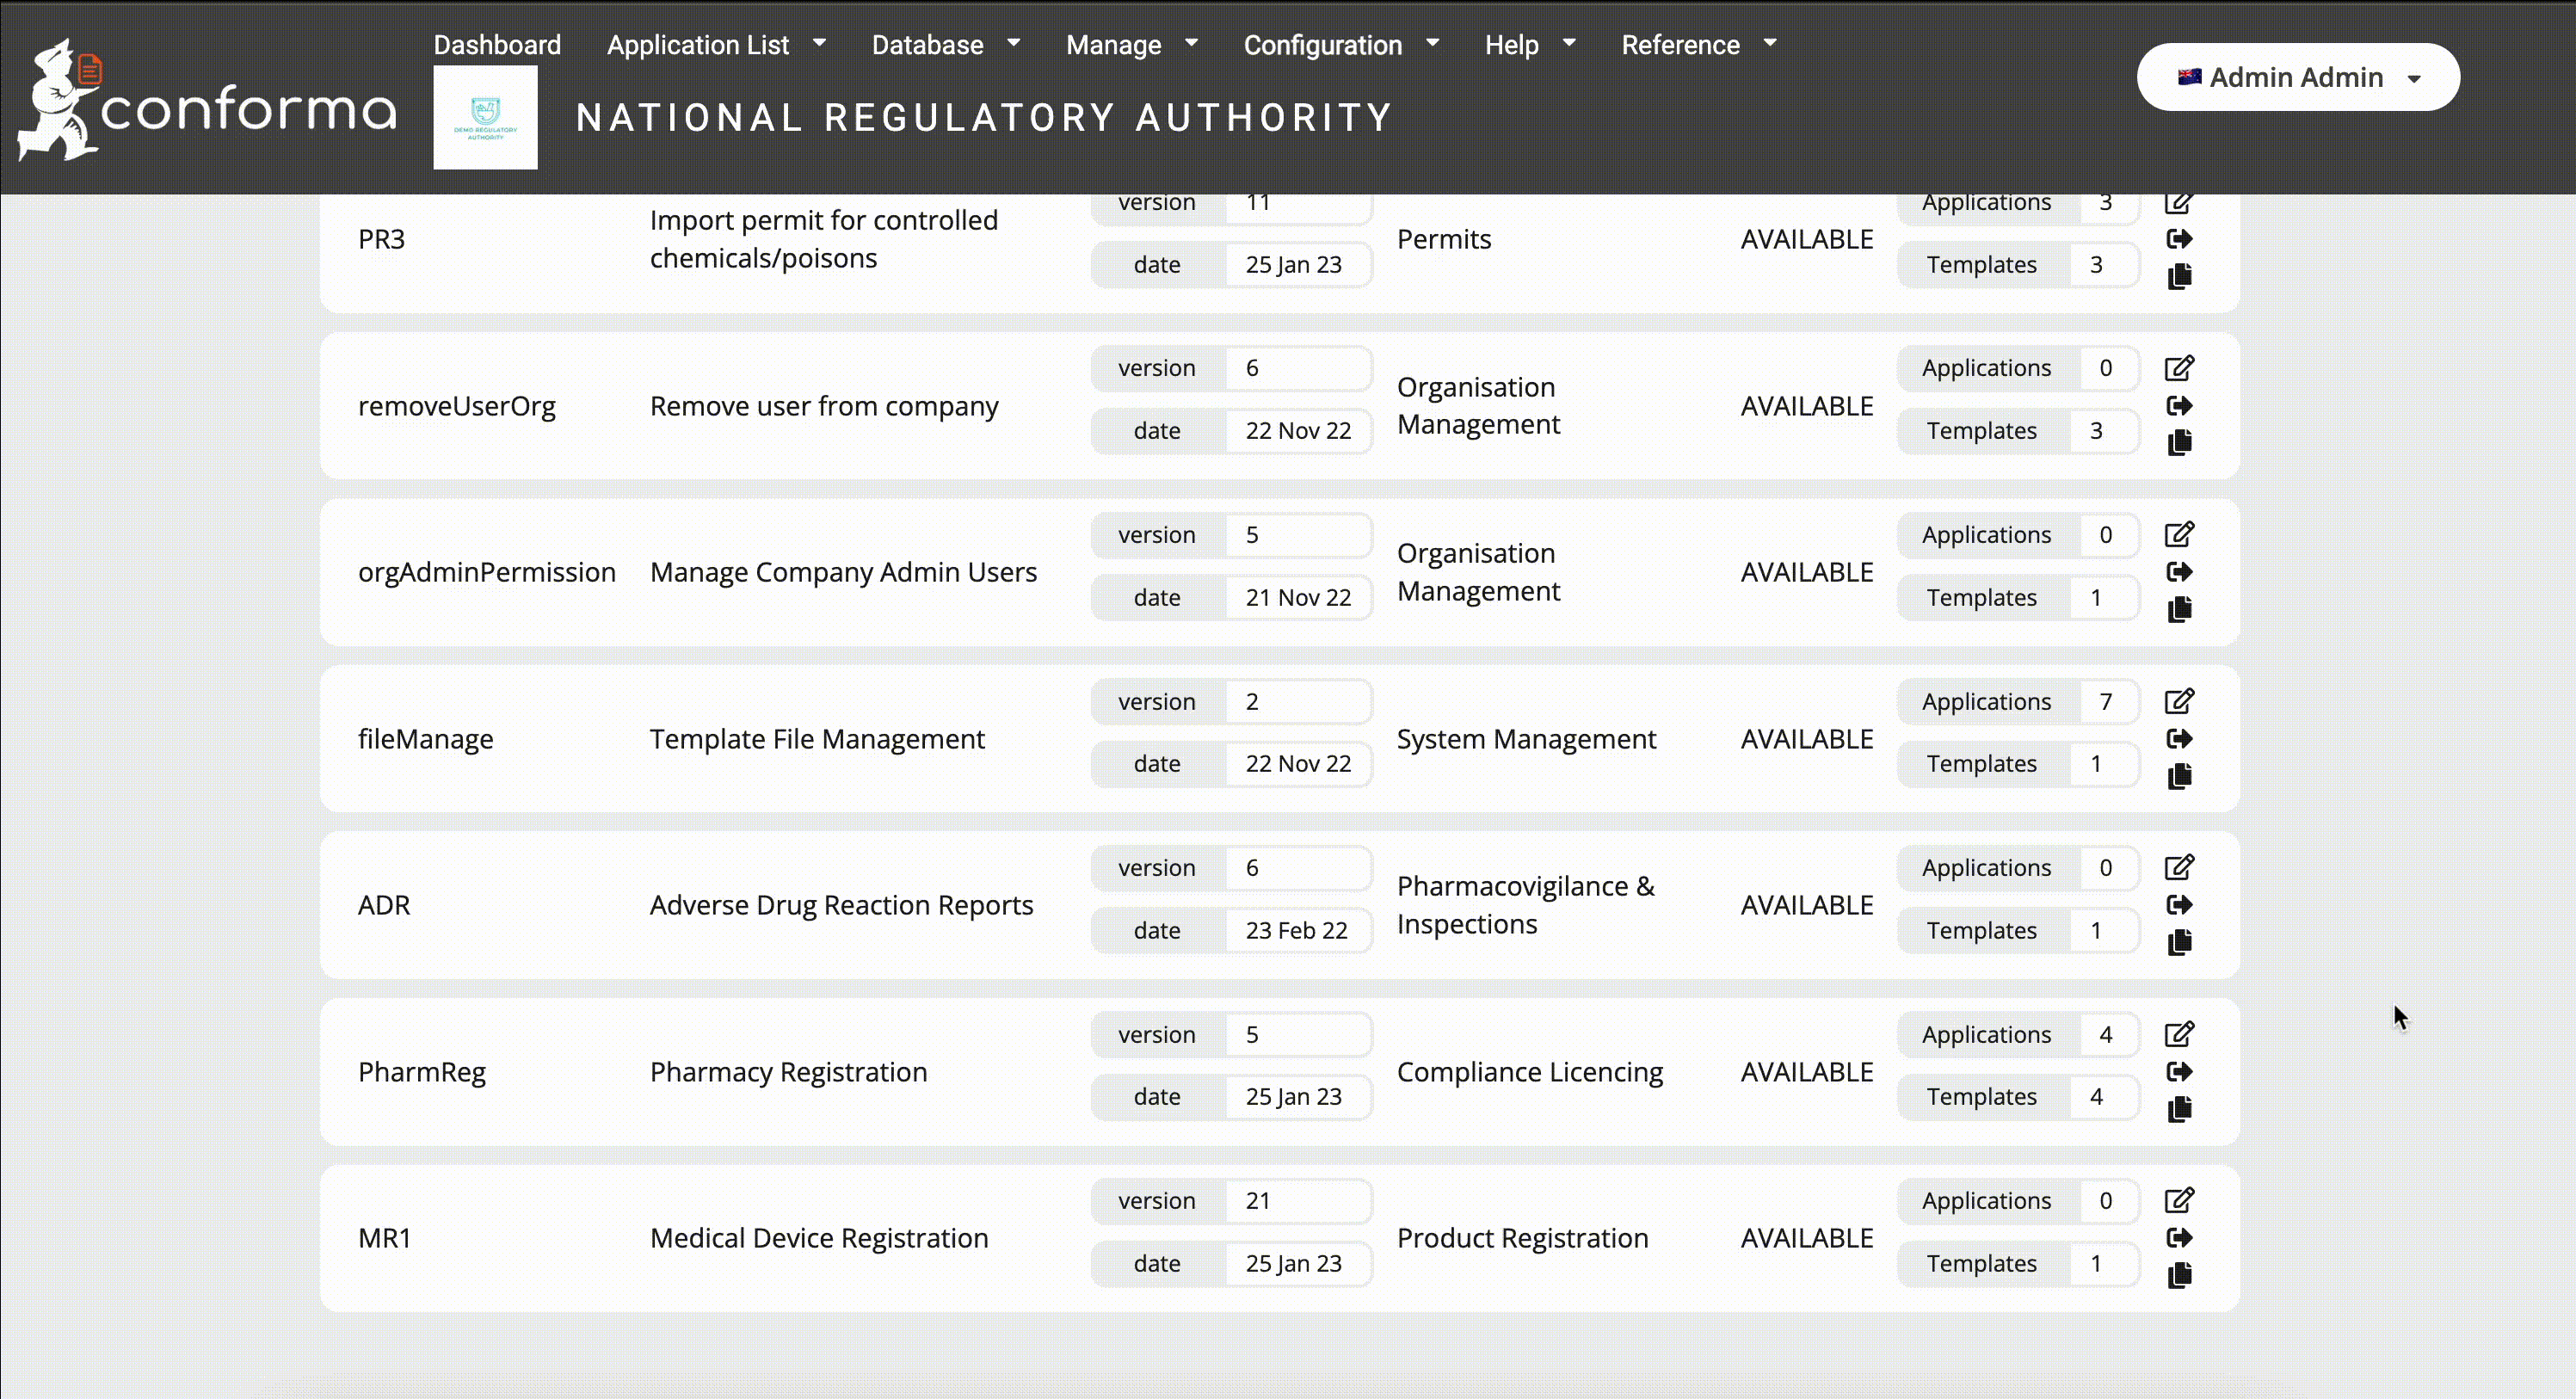 Dashboard Application List Database Manage Configuration Help Reference
Admin Admin
conforma
DEMO REGULATORY
AUTHORITY
NATIONAL REGULATORY AUTHORITY
version 11 Applications 3
PR3 Import permit for controlled chemicals/poisons Permits AVAILABLE
date 25 Jan 23 Templates 3
version 6 Applications 0
removeUserOrg Remove user from company Organisation Management AVAILABLE
date 22 Nov 22 Templates 3
version 5 Applications 0
orgAdminPermission Manage Company Admin Users Organisation Management AVAILABLE
date 21 Nov 22 Templates 1
version 2 Applications 7
fileManage Template File Management System Management AVAILABLE
date 22 Nov 22 Templates 1
version 6 Applications 0
ADR Adverse Drug Reaction Reports Pharmacovigilance & Inspections AVAILABLE
date 23 Feb 22 Templates 1
version 5 Applications 4
PharmReg Pharmacy Registration Compliance Licencing AVAILABLE
date 25 Jan 23 Templates 4
version 21 Applications 0
MR1 Medical Device Registration Product Registration AVAILABLE
date 25 Jan 23 Templates 1